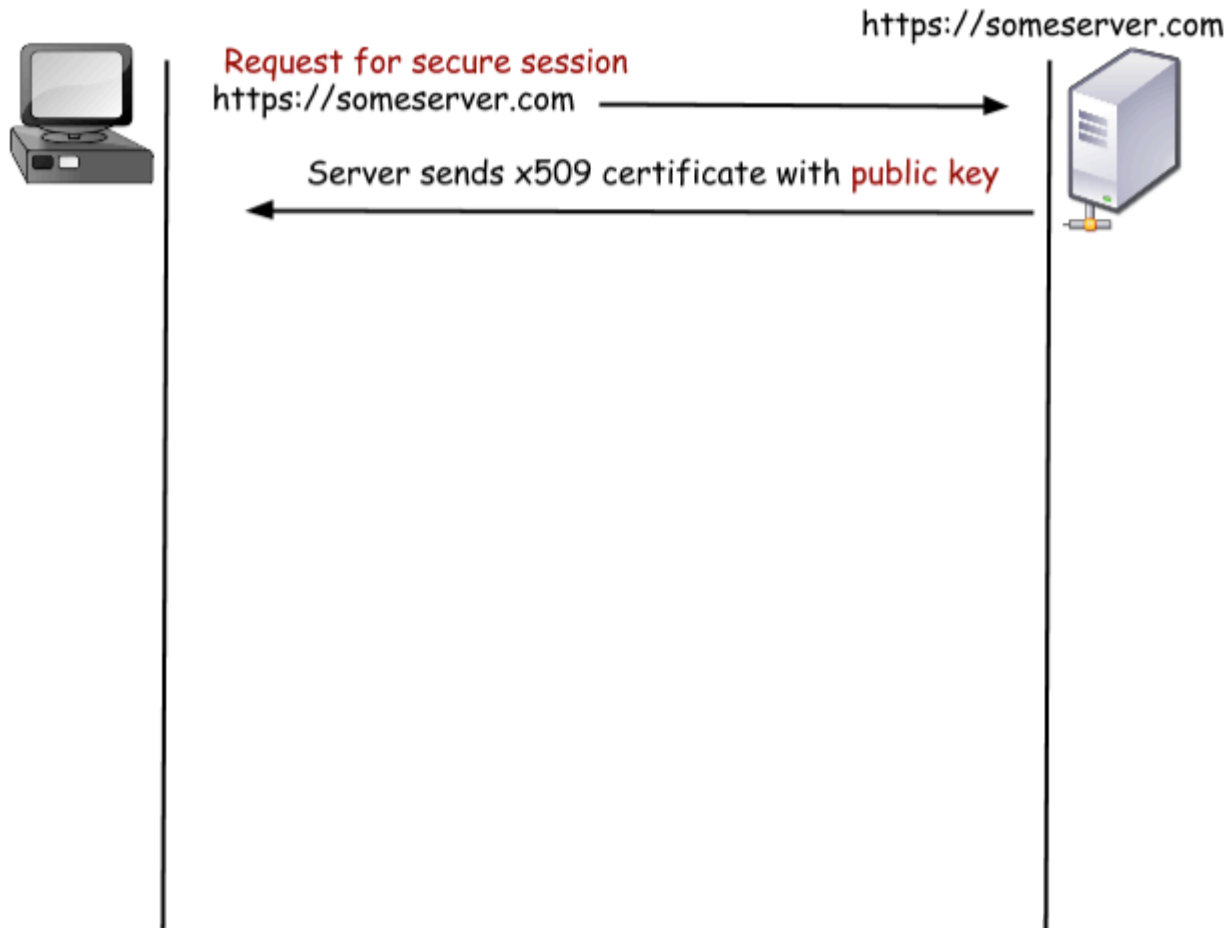 https://someserver.com
Request for secure session
https://someserver.com
Server sends x509 certificate with public key